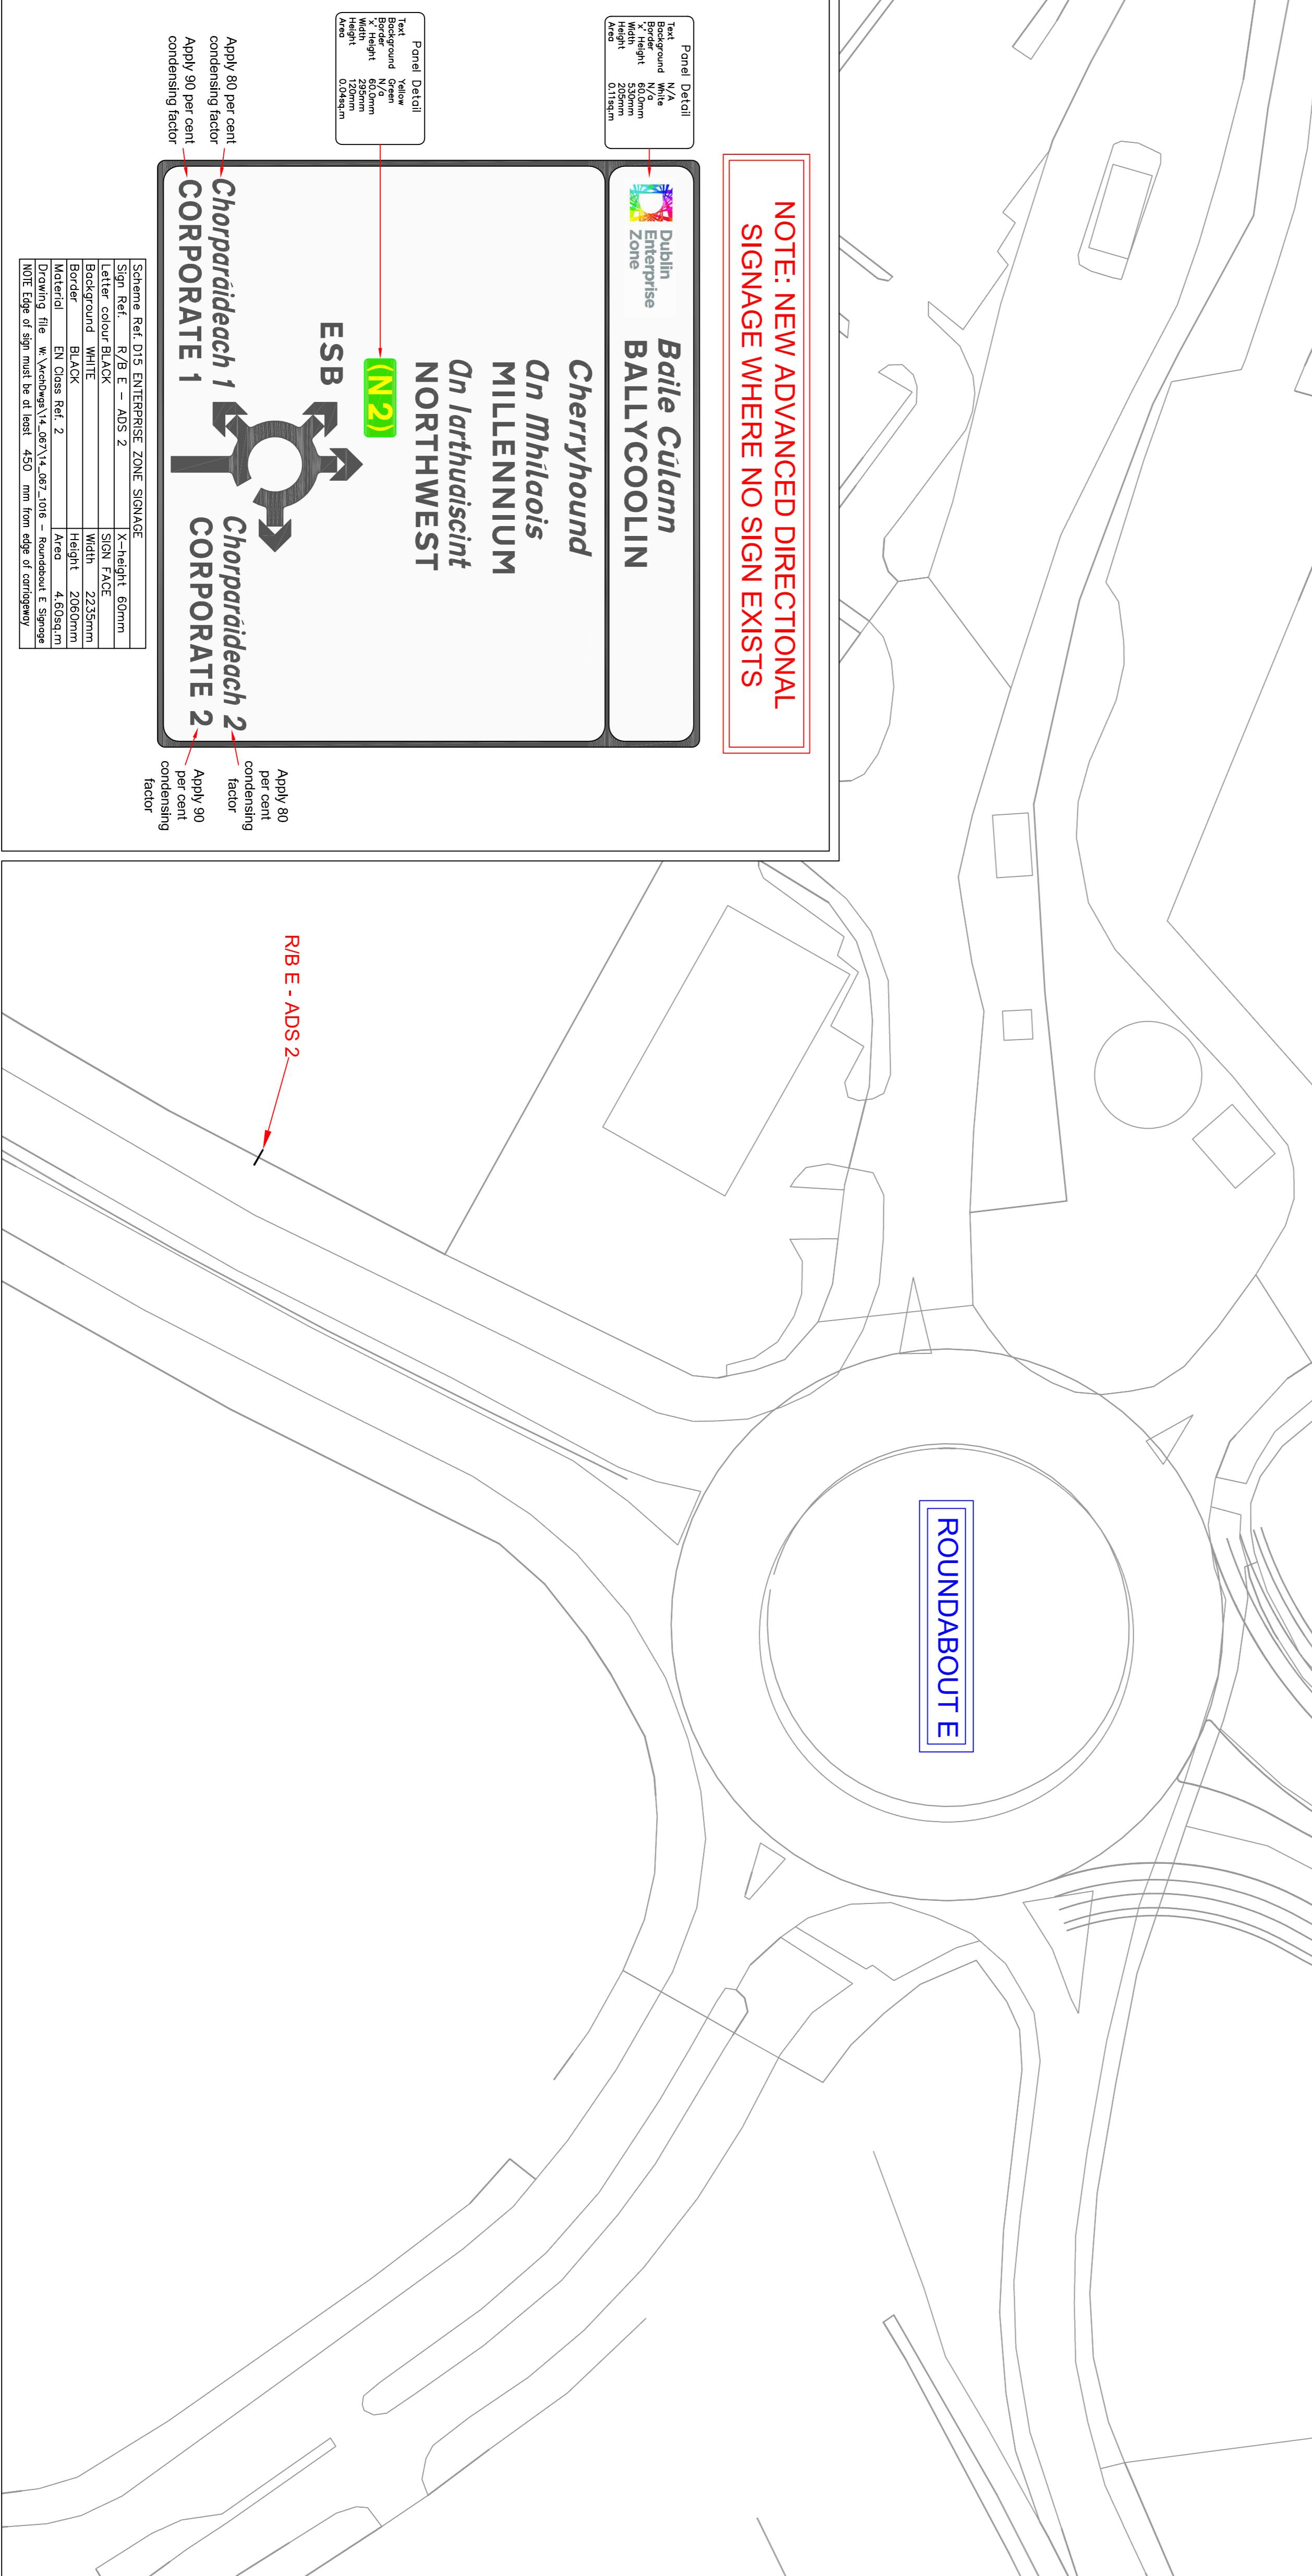 NOTE: NEW ADVANCED DIRECTIONAL
SIGNAGE WHERE NO SIGN EXISTS
Panel Detail
Text N/A
Background White
Border N/a
'x' Height 60.0mm
Width 530mm
Height 205mm
Area 0.11sq.m
Dublin
Enterprise
Zone
Baile Cúlann
BALLYCOOLIN
Panel Detail
Text Yellow
Background Green
Border N/a
'x' Height 60.0mm
Width 295mm
Height 120mm
Area 0.04sq.m
Cherryhound
An Mhílaois
MILLENNIUM
An Iarthuaiscint
NORTHWEST
(N 2)
ESB
Apply 80 per cent
condensing factor
Apply 90 per cent
condensing factor
Chorparáideach 1
CORPORATE 1
Chorparáideach 2
CORPORATE 2
Apply 80
per cent
condensing
factor
Apply 90
per cent
condensing
factor
Scheme Ref. D15 ENTERPRISE ZONE SIGNAGE
Sign Ref. R/B E - ADS 2 X-height 60mm
Letter colour BLACK SIGN FACE
Background WHITE Width 2235mm
Border BLACK Height 2060mm
Material EN Class Ref. 2 Area 4.60sq.m
Drawing file W:\ArchDwgs\14_067\14_067_1016 - Roundabout E Signage
NOTE Edge of sign must be at least 450 mm from edge of carriageway
R/B E - ADS 2
ROUNDABOUT E